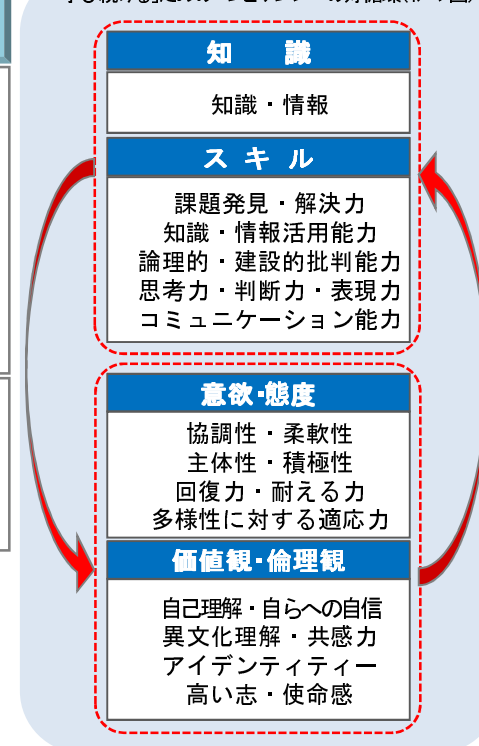 知　識
知識・情報
スキル
課題発見・解決力
知識・情報活用能力
論理的・建設的批判能力
思考力・判断力・表現力
コミュニケーション能力
意欲・態度
協調性・柔軟性
主体性・積極性
回復力・耐える力
多様性に対する適応力
価値観・倫理観
自己理解・自らへの自信
異文化理解・共感力
アイデンティティー
高い志・使命感